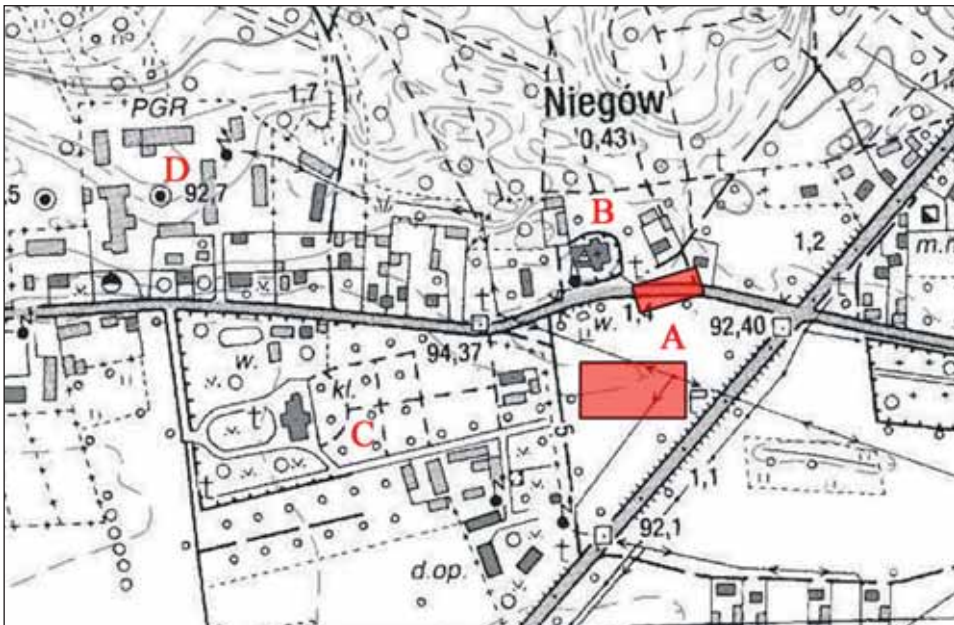 PGR
1,7
Niegów
0,43
D
92,7
B
1,2
m.r
1,4
w.
A
92,40
94,37
w.
kl.
C
5
1,1
92,1
d.op.